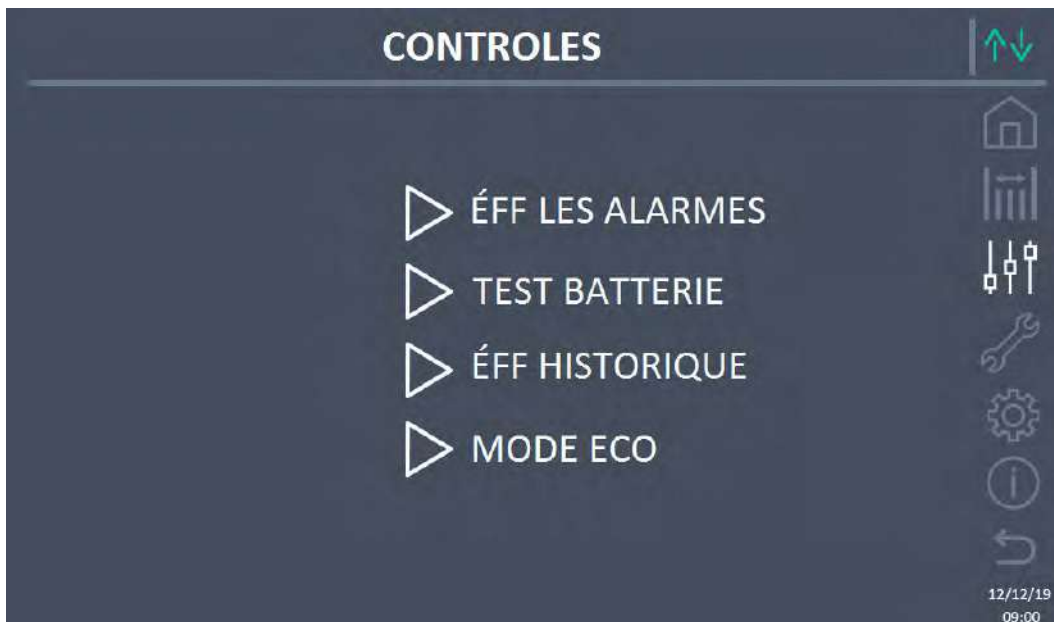 CONTROLES
ÉFF LES ALARMES
TEST BATTERIE
ÉFF HISTORIQUE
MODE ECO
12/12/19
09:00